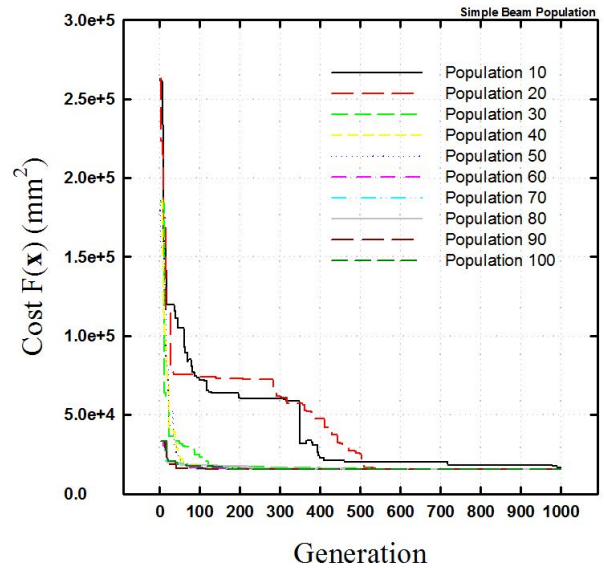 Simple Beam Population
3.0e+5
2.5e+5
2.0e+5
1.5e+5
1.0e+5
5.0e+4
0.0
Cost F(x) (mm²)
Population 10
Population 20
Population 30
Population 40
Population 50
Population 60
Population 70
Population 80
Population 90
Population 100
0 100 200 300 400 500 600 700 800 900 1000
Generation